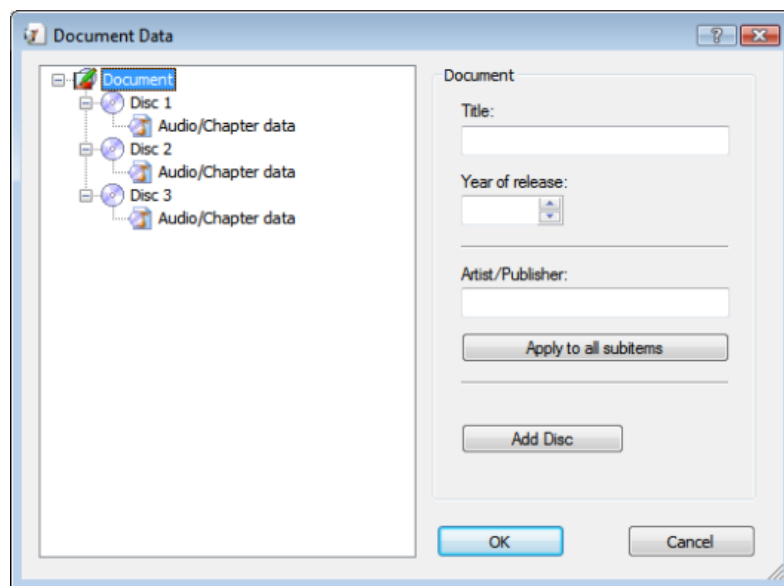 Document Data
Document
Disc 1
Audio/Chapter data
Disc 2
Audio/Chapter data
Disc 3
Audio/Chapter data
Document
Title:
Year of release:
Artist/Publisher:
Apply to all subitems
Add Disc
OK
Cancel